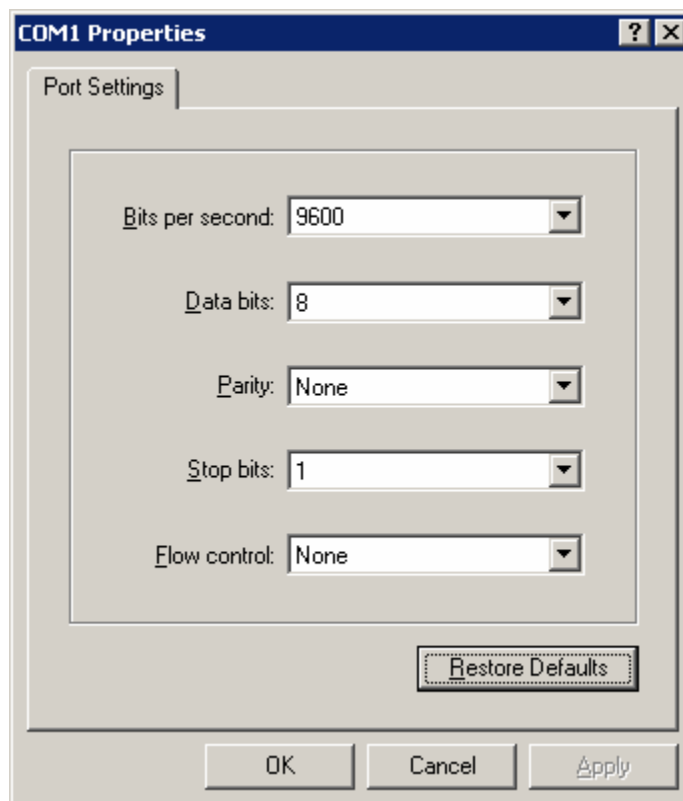 COM1 Properties
Port Settings
Bits per second: 9600
Data bits: 8
Parity: None
Stop bits: 1
Flow control: None
Restore Defaults
OK Cancel Apply